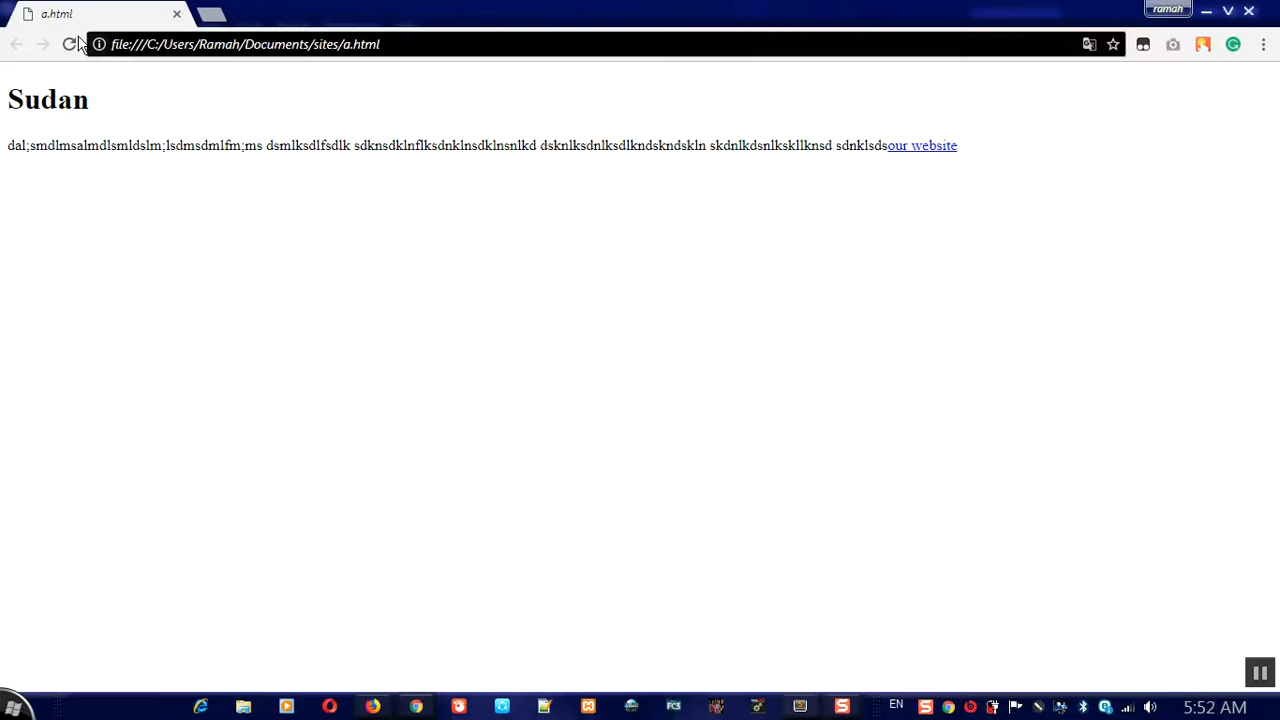 a.html
ramah
file:///C:/Users/Ramah/Documents/sites/a.html
Sudan
dal;smdlmsalmdlsmldslm;lsdmsdmlfm;ms dsmlksdlfsdlk sdknsdklnflksdnklnsdklnsnlkd dsknlksdnlksdlkndskndskln skdnlkdsnlkskllknsd sdnklsdsour website
EN
5:52 AM